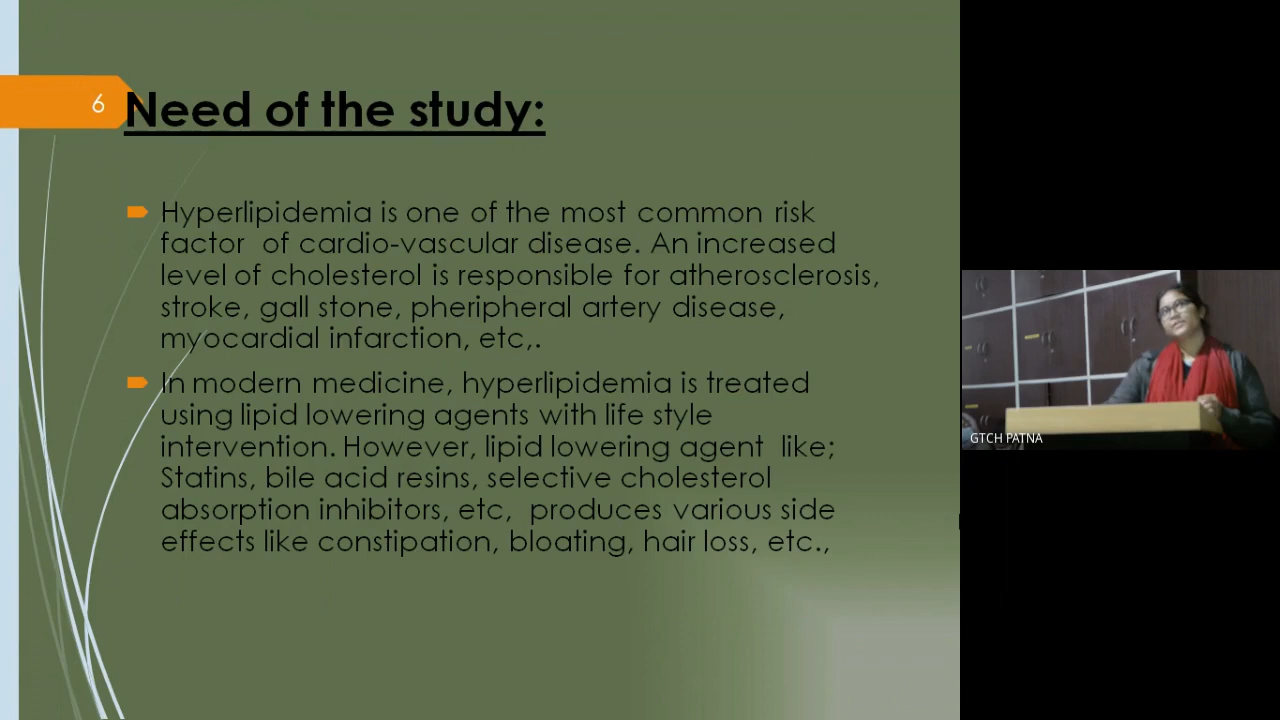 6
Need of the study:
Hyperlipidemia is one of the most common risk
factor of cardio-vascular disease. An increased
level of cholesterol is responsible for atherosclerosis,
stroke, gall stone, pheripheral artery disease,
myocardial infarction, etc,.
In modern medicine, hyperlipidemia is treated
using lipid lowering agents with life style
intervention. However, lipid lowering agent like;
Statins, bile acid resins, selective cholesterol
absorption inhibitors, etc, produces various side
effects like constipation, bloating, hair loss, etc.,
GTCH PATNA